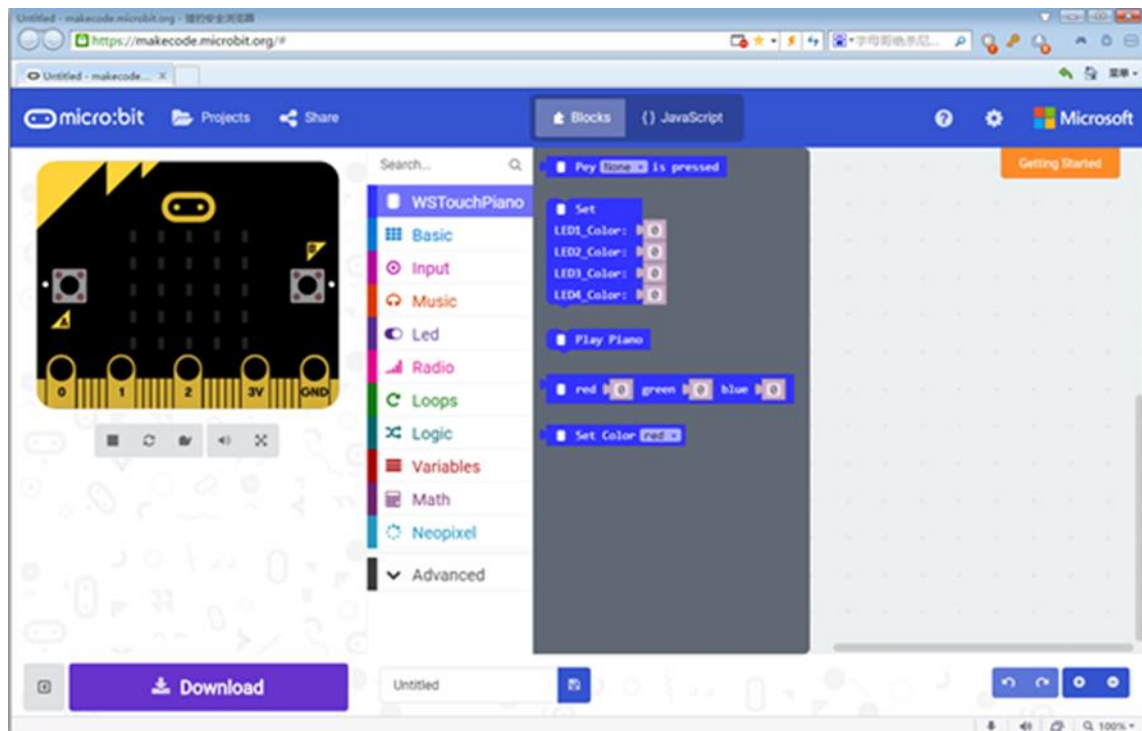 Untitled - makecode.microbit.org -
https://makecode.microbit.org/#
Untitled - makecode... X
菜单
micro:bit Projects Share Blocks {} JavaScript ? Microsoft
Search...
Getting Started
WSTouchPiano
Basic
Input
Music
Led
Radio
Loops
Logic
Variables
Math
Neopixel
Advanced
Pey None is pressed
Set
LED1_Color: 0
LED2_Color: 0
LED3_Color: 0
LED4_Color: 0
Play Piano
red 0 green 0 blue 0
Set Color red
B
A
0 1 2 3V GND
Download
Untitled
100%